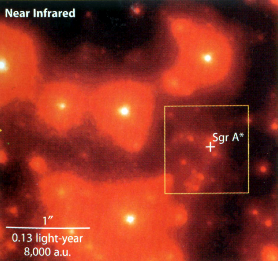 Near Infrared
Sgr A*
1″
0.13 light-year
8,000 a.u.